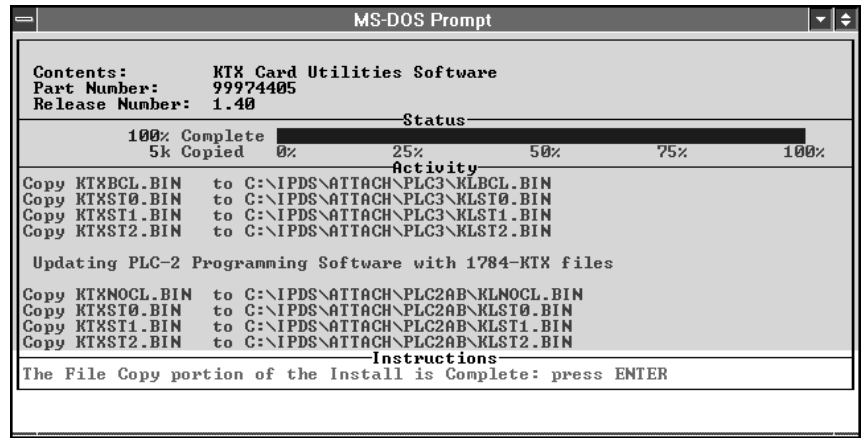 MS-DOS Prompt
Contents: KTX Card Utilities Software
Part Number: 99974405
Release Number: 1.40
Status
100% Complete
5k Copied 0% 25% 50% 75% 100%
Activity
Copy KTXBCL.BIN to C:\IPDS\ATTACH\PLC3\KLBCL.BIN
Copy KTXST0.BIN to C:\IPDS\ATTACH\PLC3\KLST0.BIN
Copy KTXST1.BIN to C:\IPDS\ATTACH\PLC3\KLST1.BIN
Copy KTXST2.BIN to C:\IPDS\ATTACH\PLC3\KLST2.BIN
Updating PLC-2 Programming Software with 1784-KTX files
Copy KTXNOCL.BIN to C:\IPDS\ATTACH\PLC2AB\KLNOCL.BIN
Copy KTXST0.BIN to C:\IPDS\ATTACH\PLC2AB\KLST0.BIN
Copy KTXST1.BIN to C:\IPDS\ATTACH\PLC2AB\KLST1.BIN
Copy KTXST2.BIN to C:\IPDS\ATTACH\PLC2AB\KLST2.BIN
Instructions
The File Copy portion of the Install is Complete: press ENTER